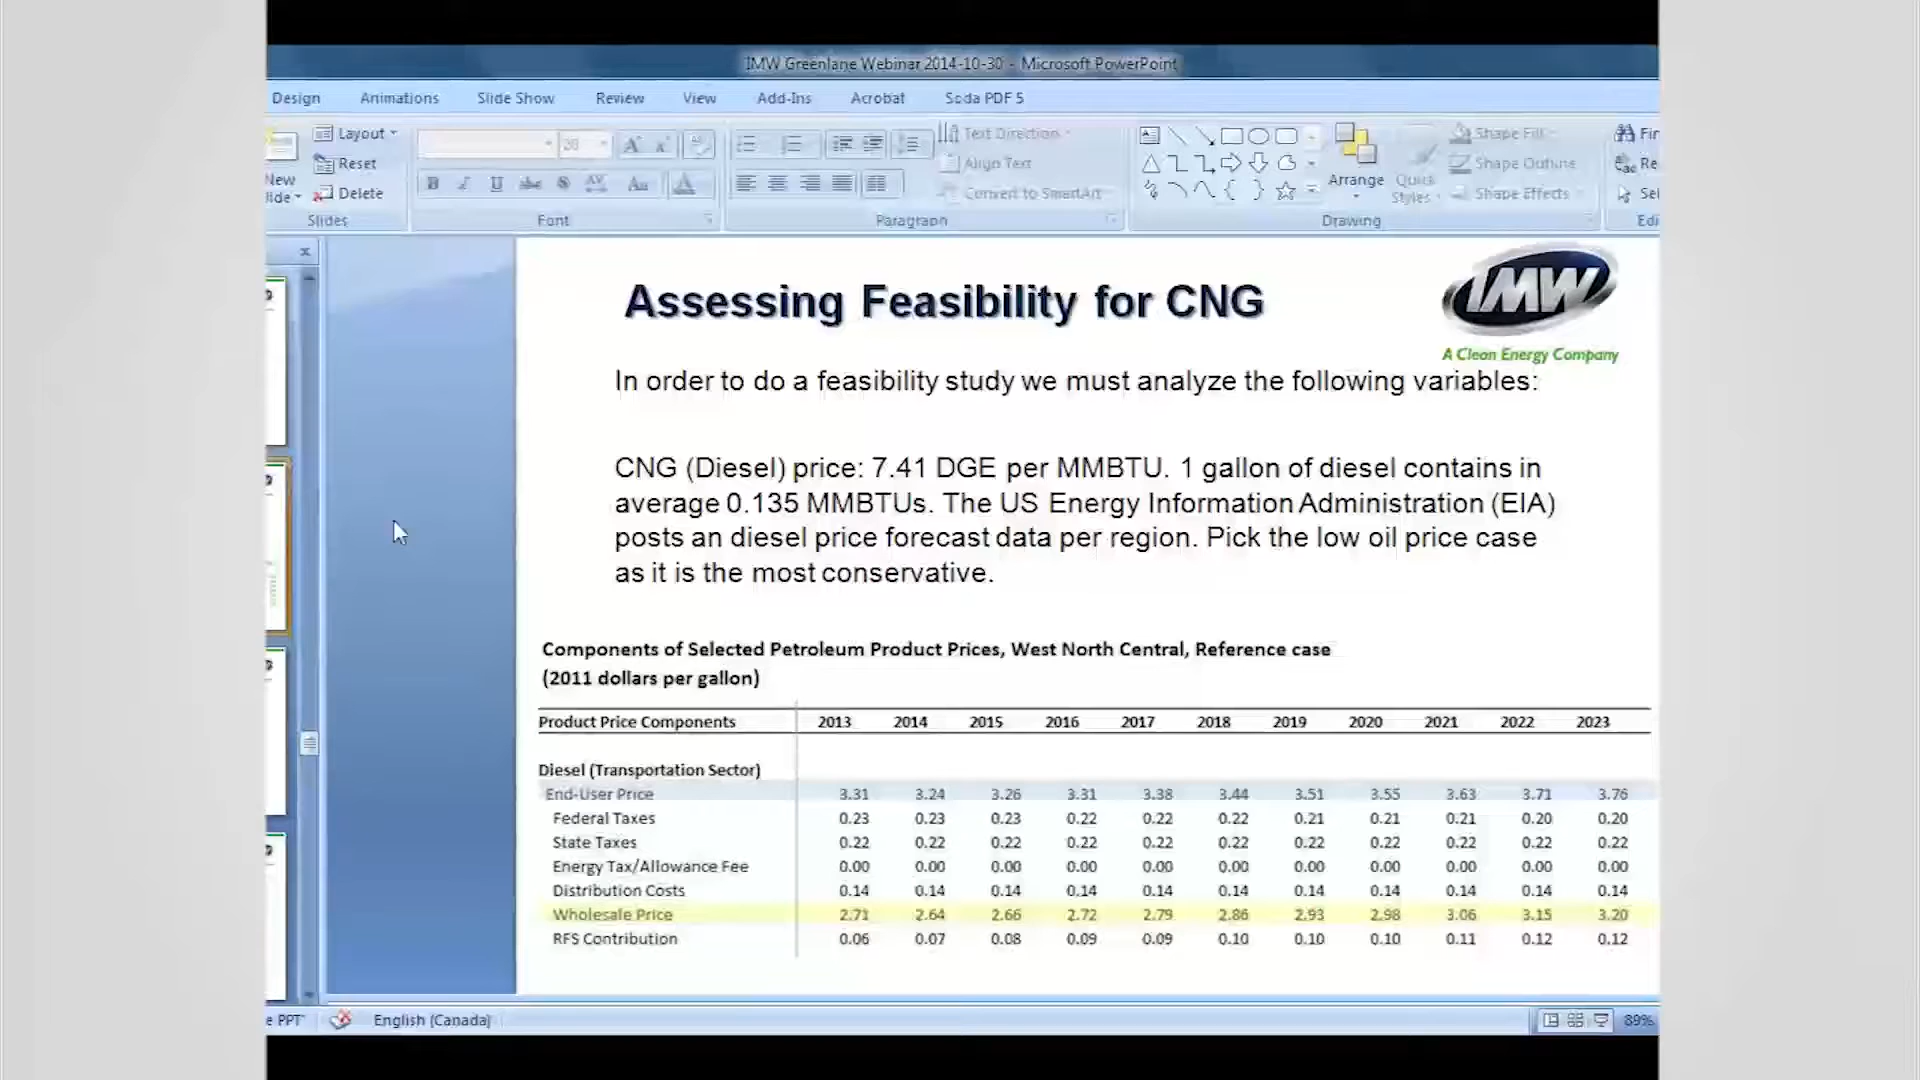 IMW Greenlane Webinar 2014-10-30 - Microsoft PowerPoint
Design Animations Slide Show Review View Add-Ins Acrobat Soda PDF 5
Layout
Reset
New
Delete
Slides
28
Font
Text Direction
Align Text
Convert to SmartArt
Paragraph
Arrange
Quick
Styles
Shape Fill
Shape Outline
Shape Effects
Drawing
Assessing Feasibility for CNG
IMW
A Clean Energy Company
In order to do a feasibility study we must analyze the following variables:
CNG (Diesel) price: 7.41 DGE per MMBTU. 1 gallon of diesel contains in
average 0.135 MMBTUs. The US Energy Information Administration (EIA)
posts an diesel price forecast data per region. Pick the low oil price case
as it is the most conservative.
Components of Selected Petroleum Product Prices, West North Central, Reference case
(2011 dollars per gallon)
Product Price Components 2013 2014 2015 2016 2017 2018 2019 2020 2021 2022 2023
Diesel (Transportation Sector)
End-User Price 3.31 3.24 3.26 3.31 3.38 3.44 3.51 3.55 3.63 3.71 3.76
Federal Taxes 0.23 0.23 0.23 0.22 0.22 0.22 0.21 0.21 0.21 0.20 0.20
State Taxes 0.22 0.22 0.22 0.22 0.22 0.22 0.22 0.22 0.22 0.22 0.22
Energy Tax/Allowance Fee 0.00 0.00 0.00 0.00 0.00 0.00 0.00 0.00 0.00 0.00 0.00
Distribution Costs 0.14 0.14 0.14 0.14 0.14 0.14 0.14 0.14 0.14 0.14 0.14
Wholesale Price 2.71 2.64 2.66 2.72 2.79 2.86 2.93 2.98 3.06 3.15 3.20
RFS Contribution 0.06 0.07 0.08 0.09 0.09 0.10 0.10 0.10 0.11 0.12 0.12
e PPT" English (Canada) 89%